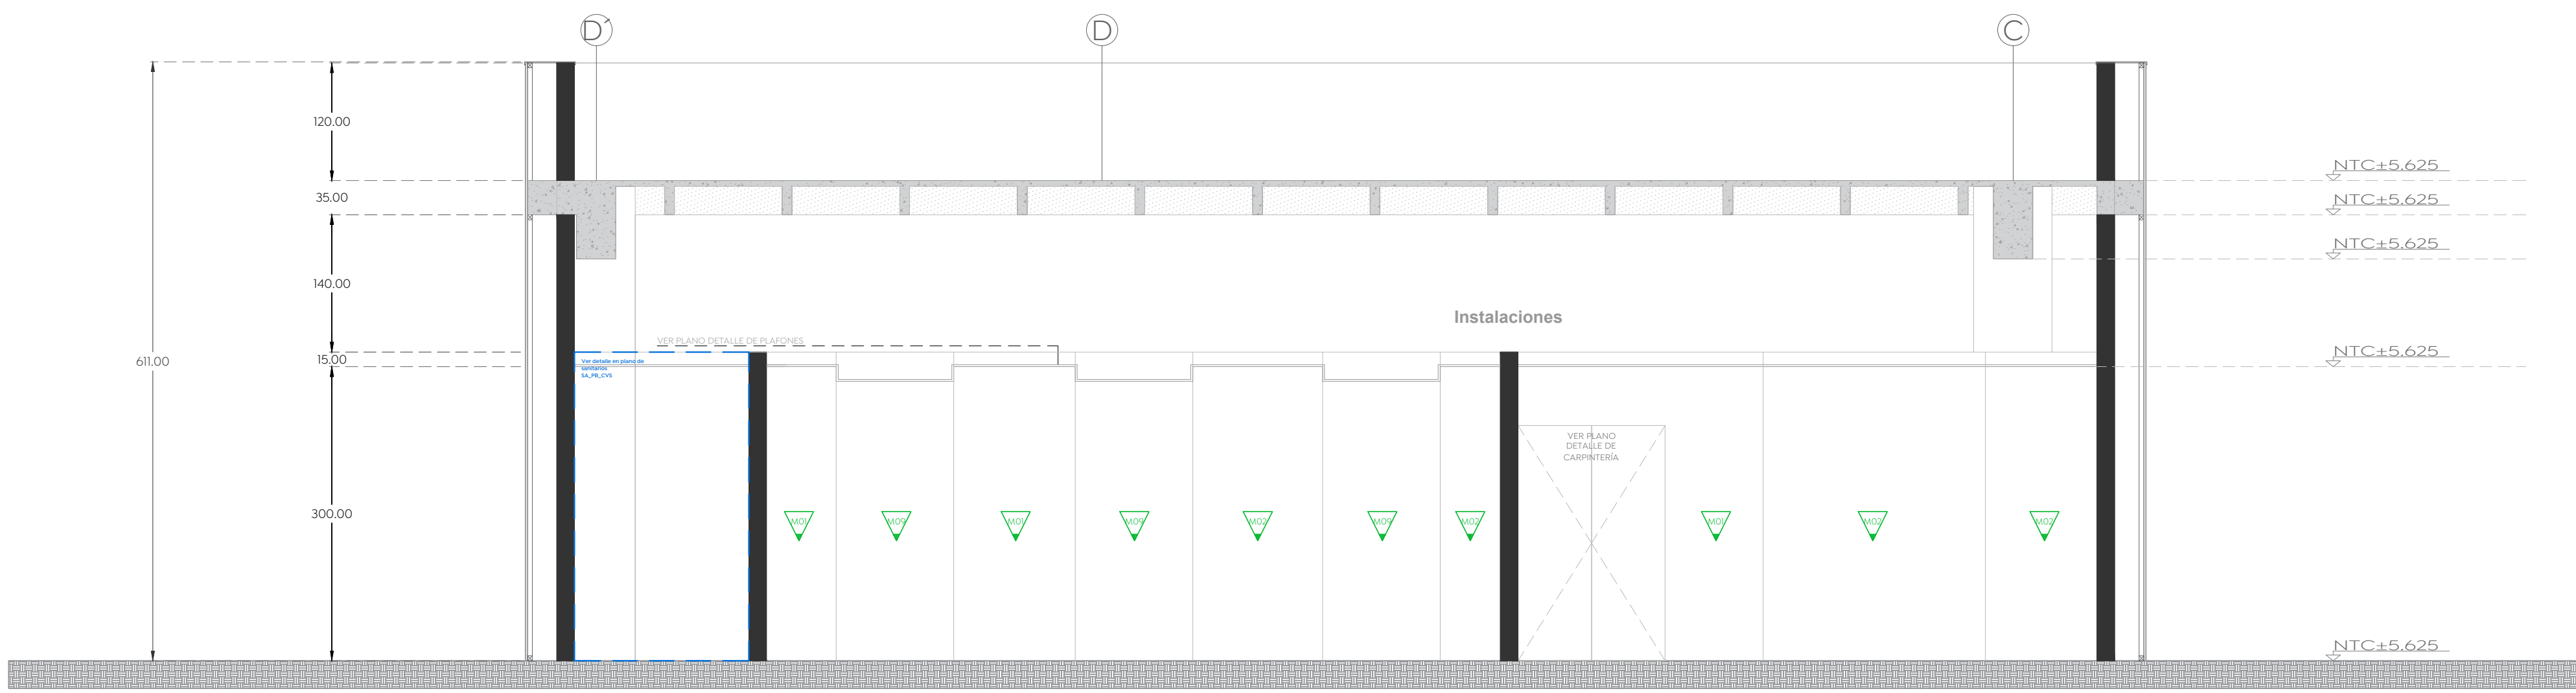 D´
D
C
120.00
NTC±5.625
35.00
NTC±5.625
NTC±5.625
140.00
Instalaciones
VER PLANO DETALLE DE PLAFONES
NTC±5.625
611.00
15.00
Ver detalle en plano de
sanitarios
SA_PB_CVS
VER PLANO
DETALLE DE
CARPINTERÍA
300.00
M01
M09
M01
M09
M02
M09
M02
M01
M02
M02
NTC±5.625